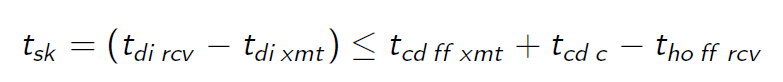 t_sk = (t_di rcv − t_di xmt) ≤ t_cd ff xmt + t_cd c − t_ho ff rcv